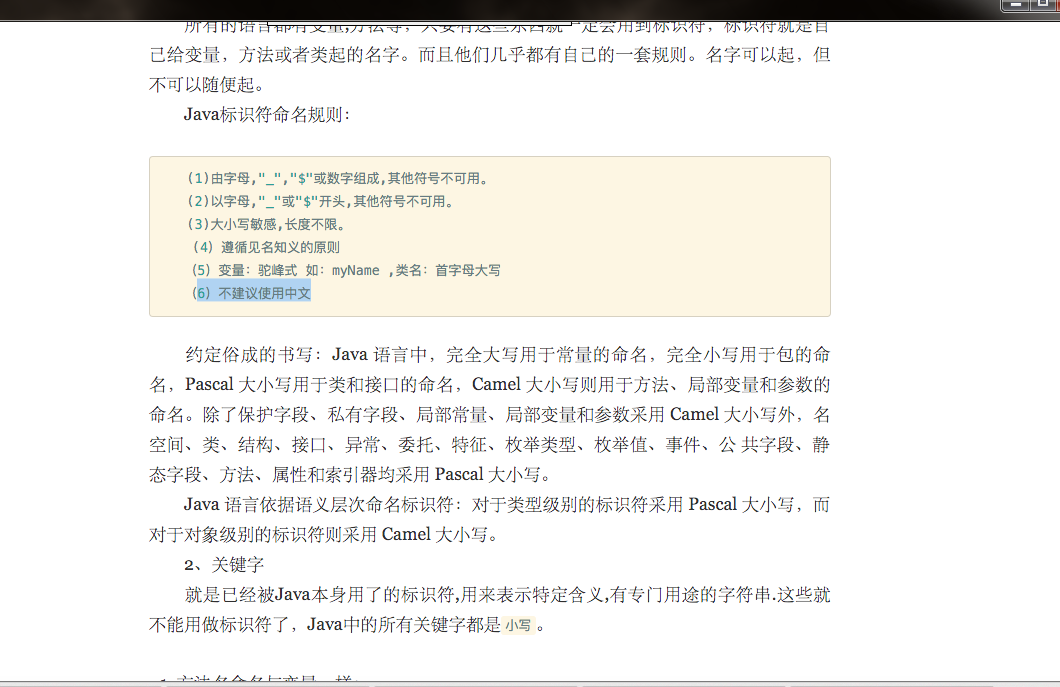 所有的语言都有变量,方法等，只要有这些东西就一定会用到标识符，标识符就是自
己给变量，方法或者类起的名字。而且他们几乎都有自己的一套规则。名字可以起，但
不可以随便起。
Java标识符命名规则：
(1)由字母,"_","$"或数字组成,其他符号不可用。
(2)以字母,"_"或"$"开头,其他符号不可用。
(3)大小写敏感,长度不限。
（4）遵循见名知义的原则
（5）变量：驼峰式 如：myName ,类名：首字母大写
（6）不建议使用中文
约定俗成的书写：Java 语言中，完全大写用于常量的命名，完全小写用于包的命
名，Pascal 大小写用于类和接口的命名，Camel 大小写则用于方法、局部变量和参数的
命名。除了保护字段、私有字段、局部常量、局部变量和参数采用 Camel 大小写外，名
空间、类、结构、接口、异常、委托、特征、枚举类型、枚举值、事件、公 共字段、静
态字段、方法、属性和索引器均采用 Pascal 大小写。
Java 语言依据语义层次命名标识符：对于类型级别的标识符采用 Pascal 大小写，而
对于对象级别的标识符则采用 Camel 大小写。
2、关键字
就是已经被Java本身用了的标识符,用来表示特定含义,有专门用途的字符串.这些就
不能用做标识符了，Java中的所有关键字都是 小写 。
方法名命名与变量一样